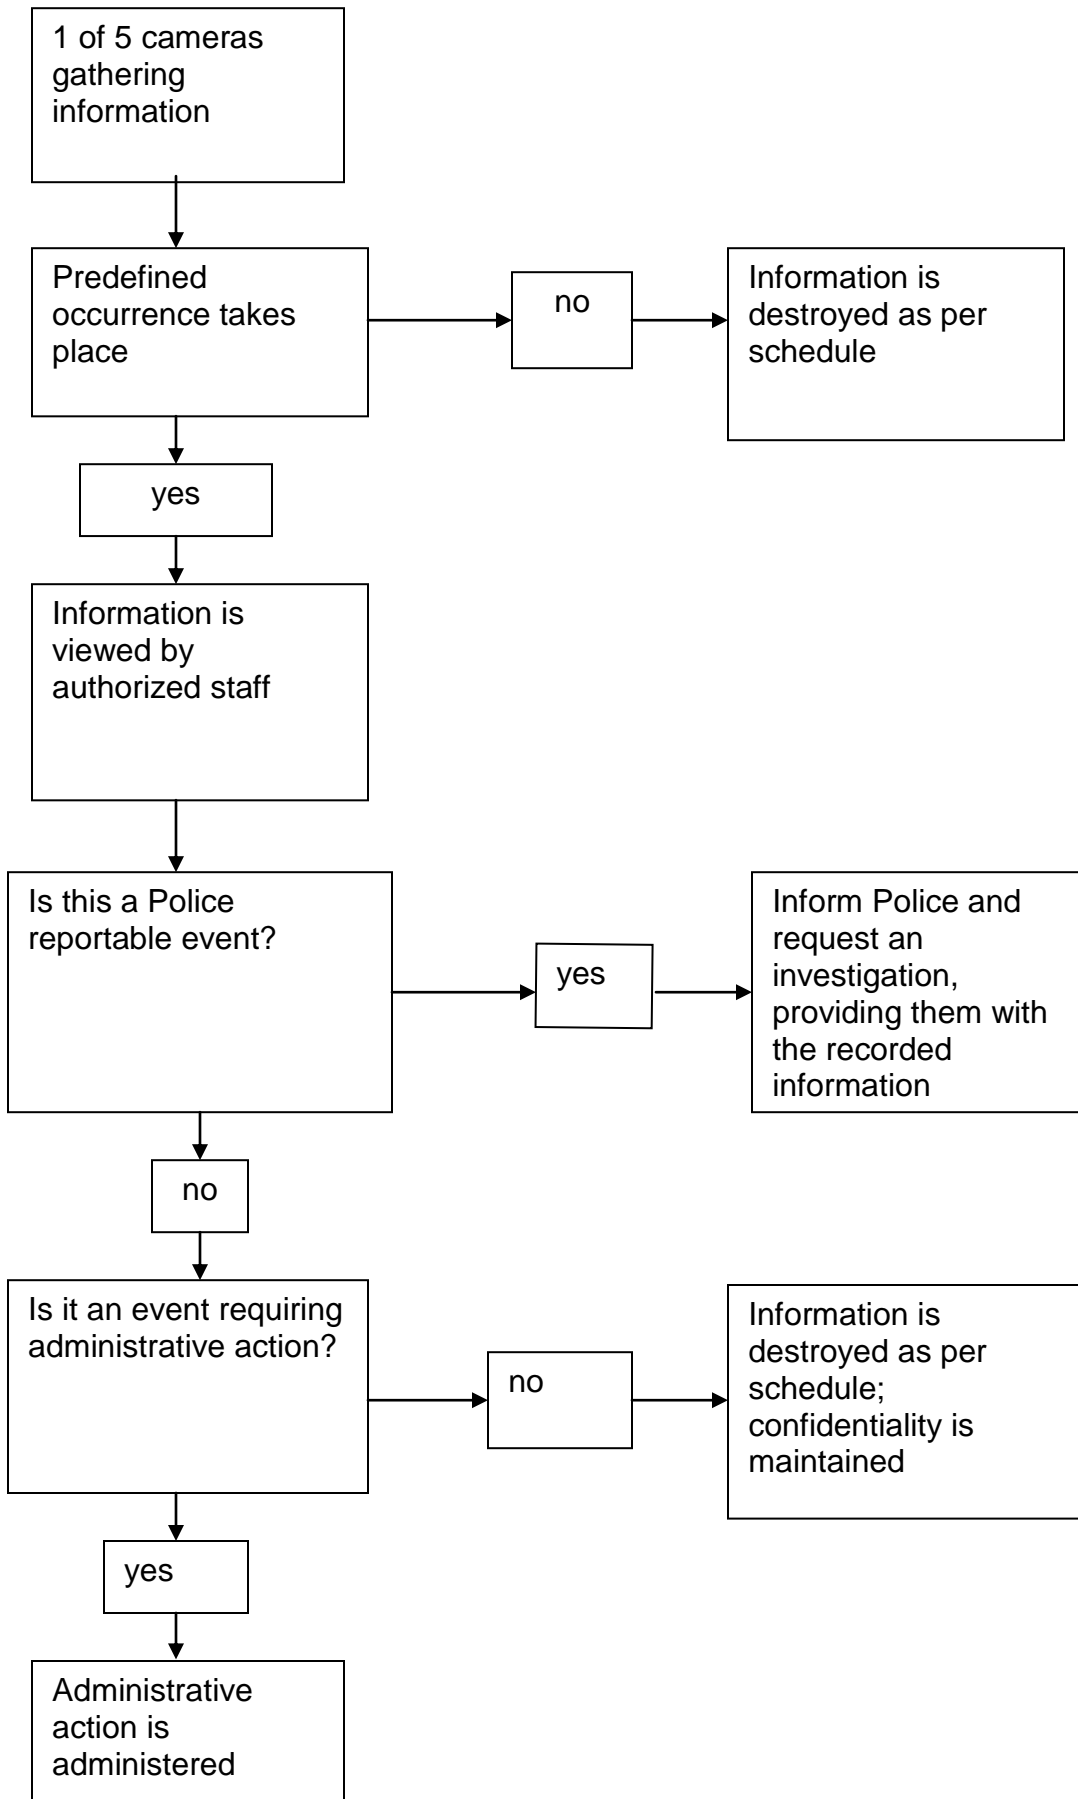 1 of 5 cameras
gathering
information
Predefined
occurrence takes
place
no
Information is
destroyed as per
schedule
yes
Information is
viewed by
authorized staff
Is this a Police
reportable event?
yes
Inform Police and
request an
investigation,
providing them with
the recorded
information
no
Is it an event requiring
administrative action?
no
Information is
destroyed as per
schedule;
confidentiality is
maintained
yes
Administrative
action is
administered